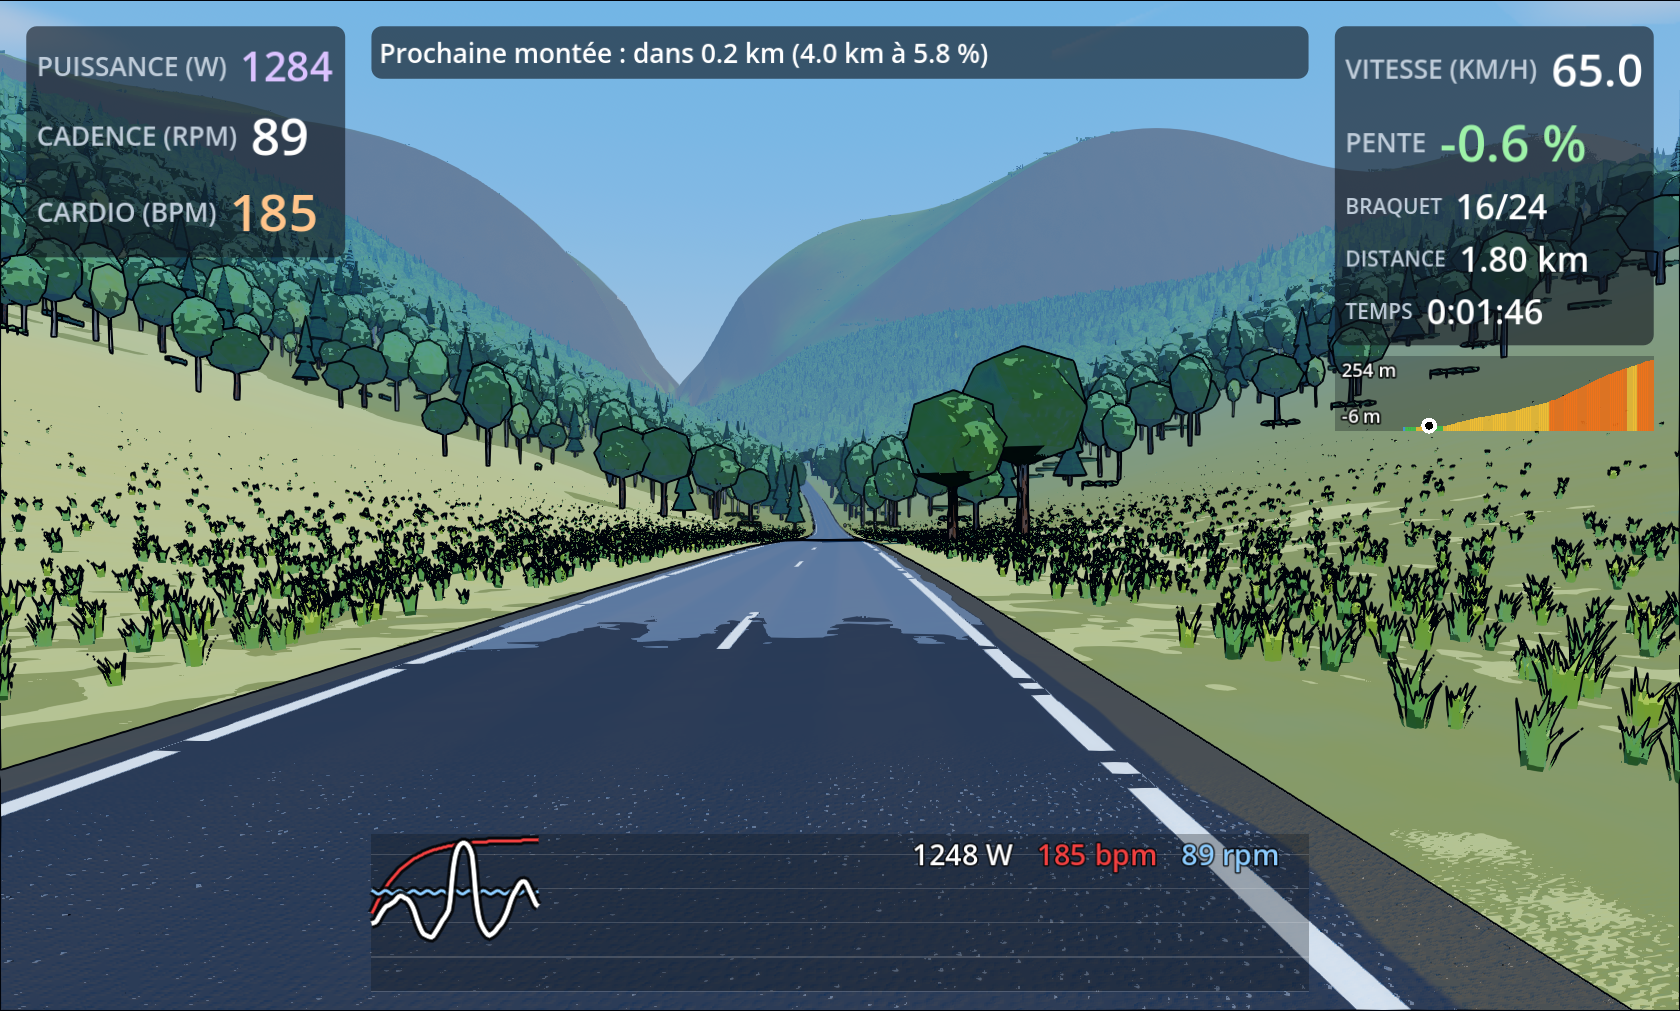 PUISSANCE (W) 1284
CADENCE (RPM) 89
CARDIO (BPM) 185
Prochaine montée : dans 0.2 km (4.0 km à 5.8 %)
VITESSE (KM/H) 65.0
PENTE -0.6 %
BRAQUET 16/24
DISTANCE 1.80 km
TEMPS 0:01:46
254 m
-6 m
1248 W 185 bpm 89 rpm